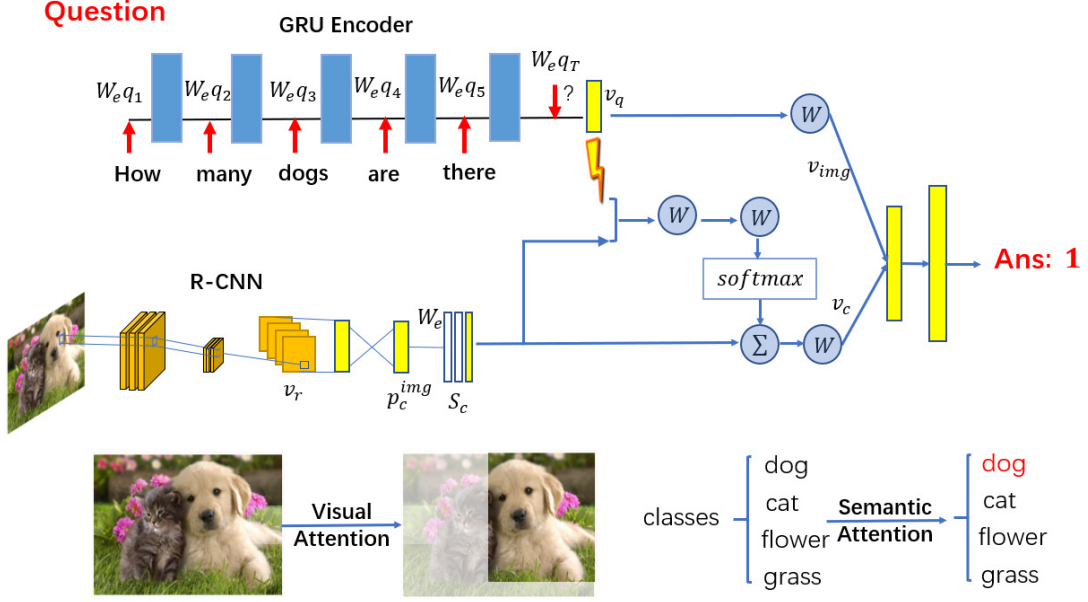 Question
GRU Encoder
W_e q_1 W_e q_2 W_e q_3 W_e q_4 W_e q_5 W_e q_T
? v_q
How many dogs are there
W
v_img
W W
softmax
Ans: 1
R-CNN
W_e
v_c
Σ W
v_r p_c^img S_c
Visual
Attention
classes
dog
cat
flower
grass
Semantic
Attention
dog
cat
flower
grass